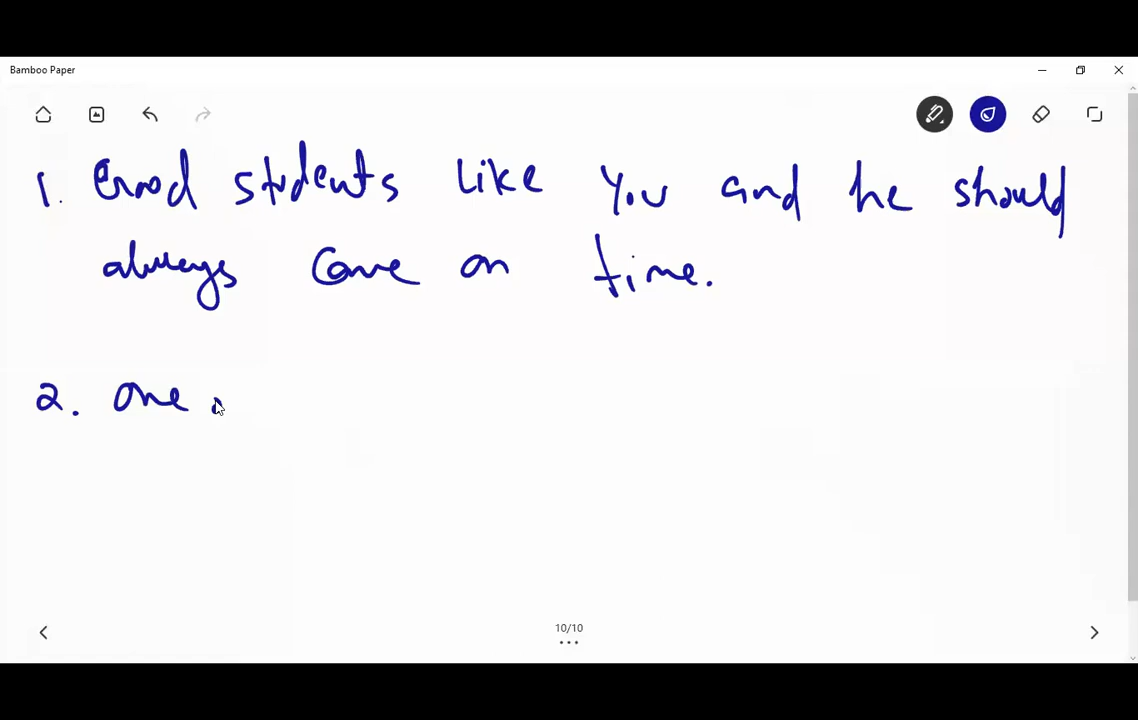 Bamboo Paper
1. Good students like you and he should
always come on time.
2. One
10/10